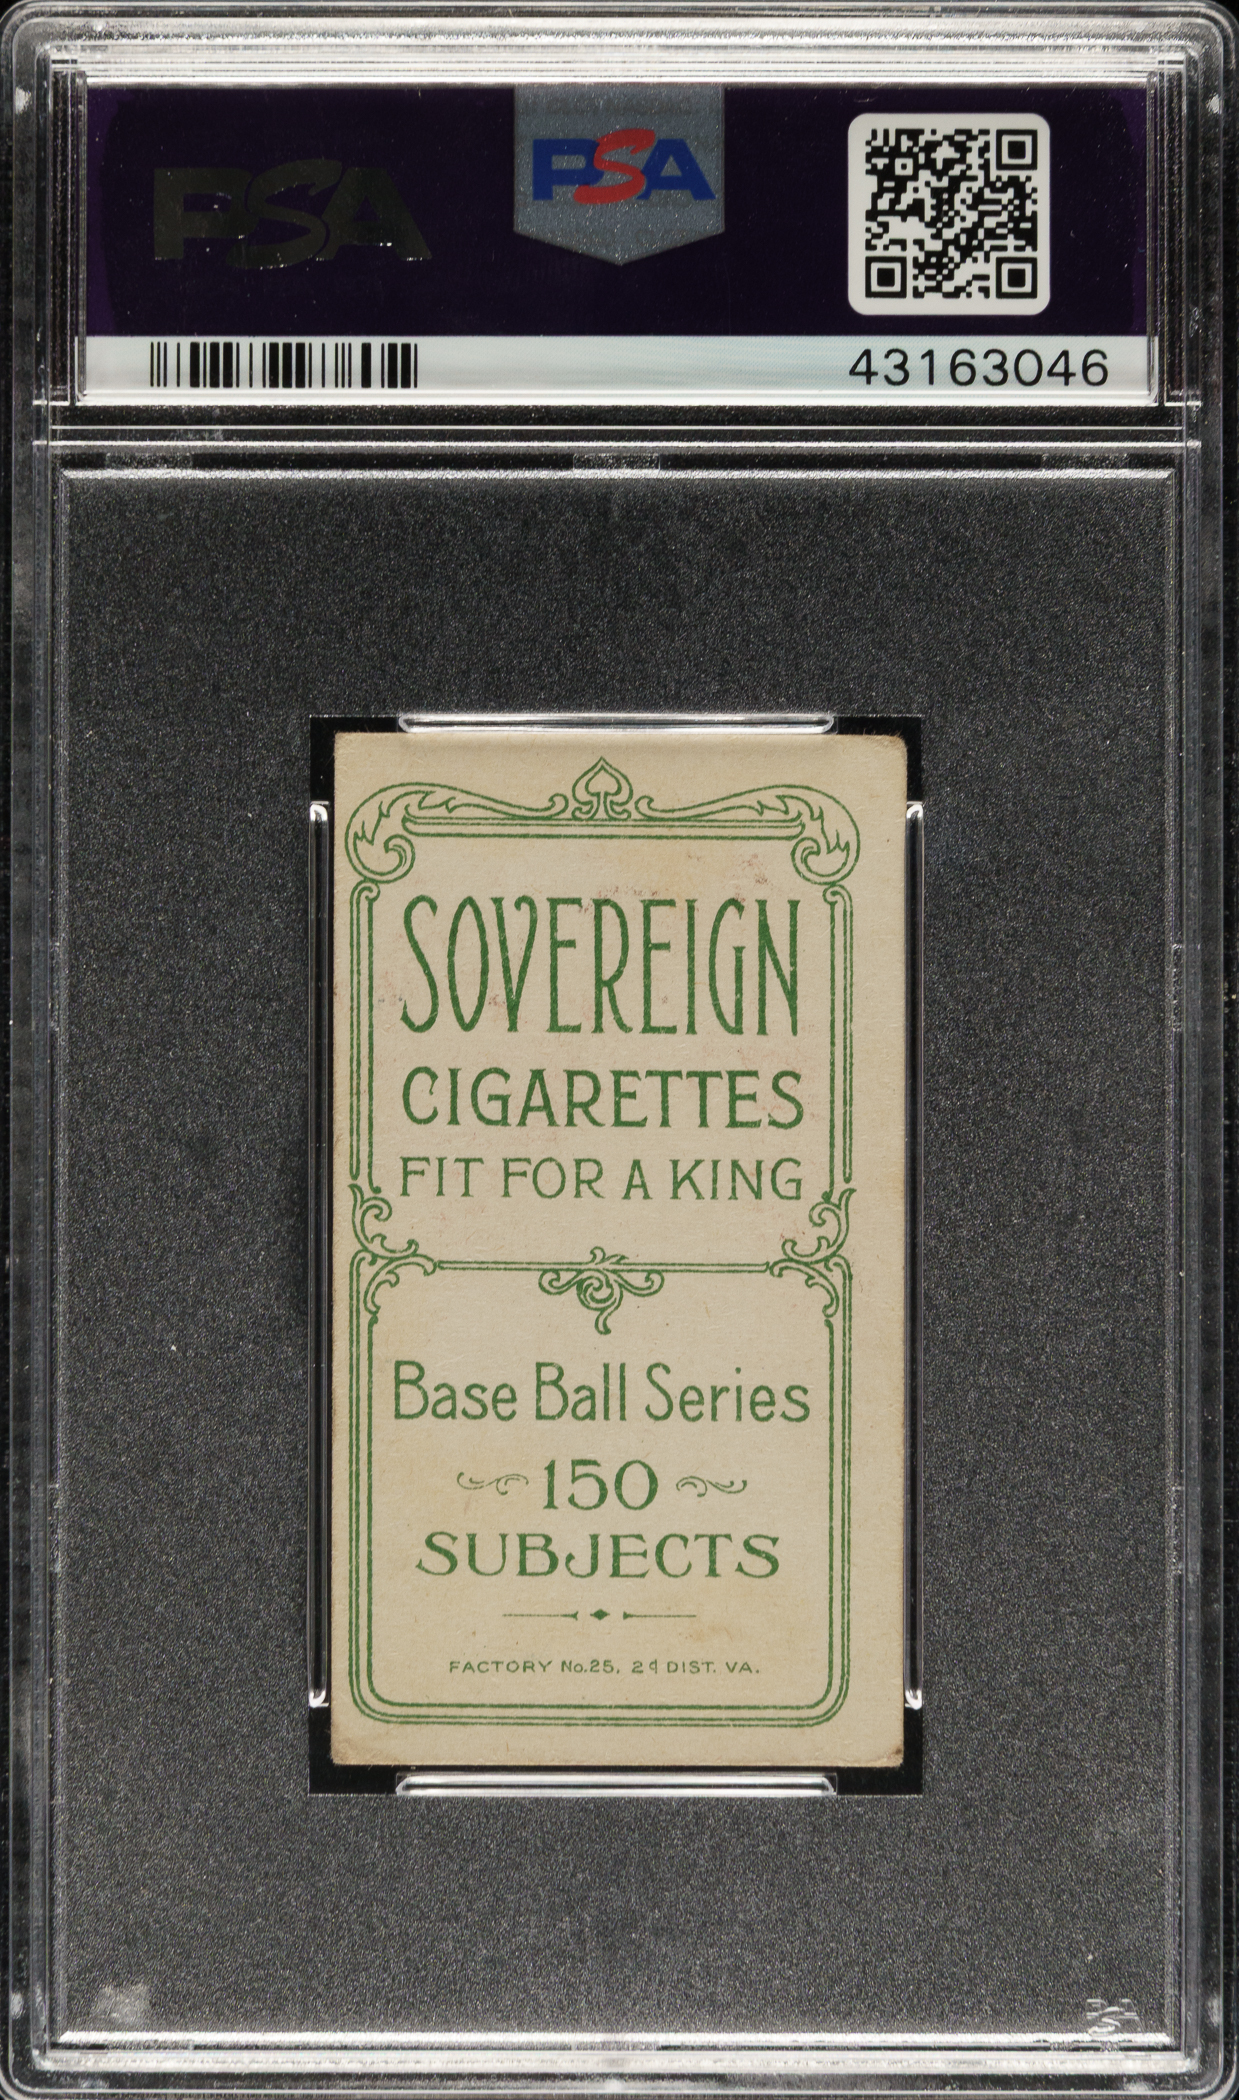 PSA
PSA
43163046
SOVEREIGN
CIGARETTES
FIT FOR A KING
Base Ball Series
150
SUBJECTS
FACTORY No.25, 2d DIST. VA.